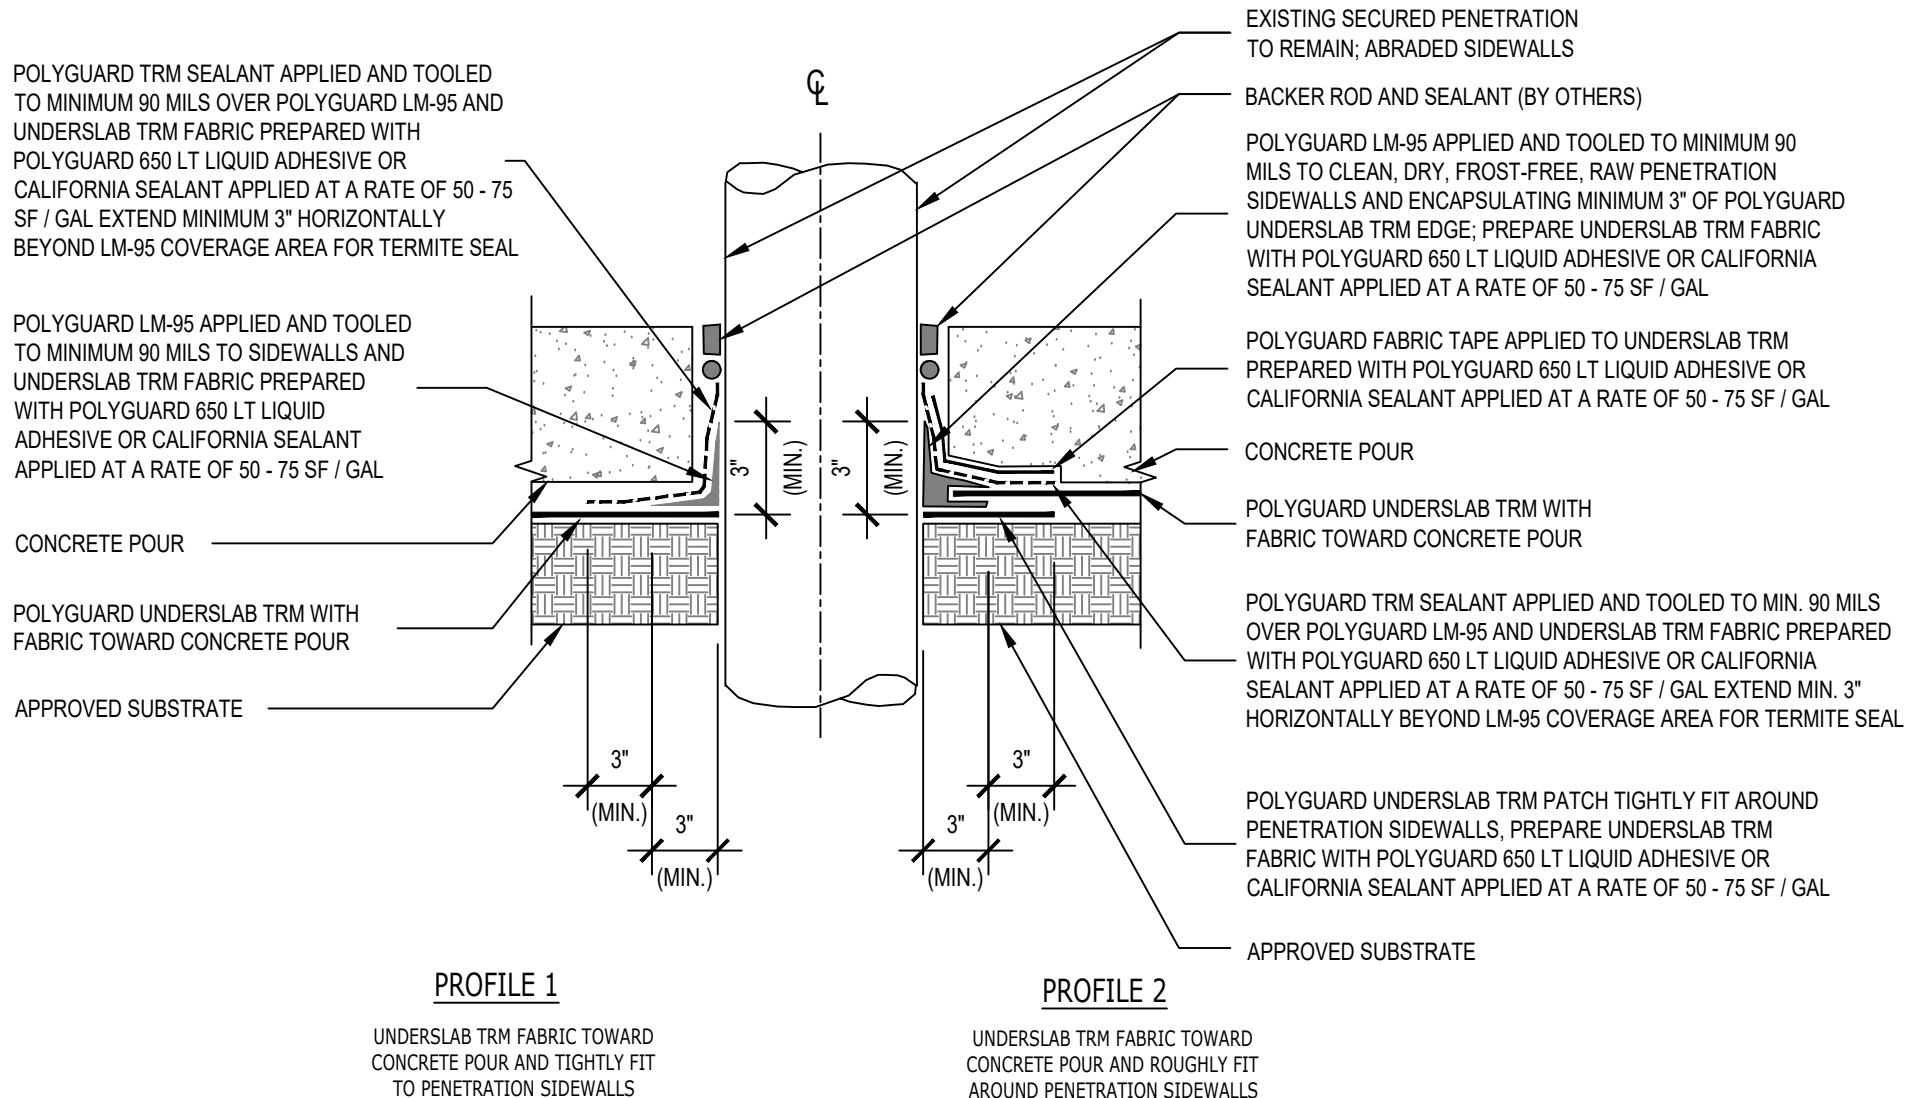 POLYGUARD TRM SEALANT APPLIED AND TOOLED
TO MINIMUM 90 MILS OVER POLYGUARD LM-95 AND
UNDERSLAB TRM FABRIC PREPARED WITH
POLYGUARD 650 LT LIQUID ADHESIVE OR
CALIFORNIA SEALANT APPLIED AT A RATE OF 50 - 75
SF / GAL EXTEND MINIMUM 3" HORIZONTALLY
BEYOND LM-95 COVERAGE AREA FOR TERMITE SEAL
POLYGUARD LM-95 APPLIED AND TOOLED
TO MINIMUM 90 MILS TO SIDEWALLS AND
UNDERSLAB TRM FABRIC PREPARED
WITH POLYGUARD 650 LT LIQUID
ADHESIVE OR CALIFORNIA SEALANT
APPLIED AT A RATE OF 50 - 75 SF / GAL
CONCRETE POUR
POLYGUARD UNDERSLAB TRM WITH
FABRIC TOWARD CONCRETE POUR
APPROVED SUBSTRATE
℄
3"
(MIN.)
3"
(MIN.)
3"
(MIN.)
3"
(MIN.)
3"
(MIN.)
3"
(MIN.)
EXISTING SECURED PENETRATION
TO REMAIN; ABRADED SIDEWALLS
BACKER ROD AND SEALANT (BY OTHERS)
POLYGUARD LM-95 APPLIED AND TOOLED TO MINIMUM 90
MILS TO CLEAN, DRY, FROST-FREE, RAW PENETRATION
SIDEWALLS AND ENCAPSULATING MINIMUM 3" OF POLYGUARD
UNDERSLAB TRM EDGE; PREPARE UNDERSLAB TRM FABRIC
WITH POLYGUARD 650 LT LIQUID ADHESIVE OR CALIFORNIA
SEALANT APPLIED AT A RATE OF 50 - 75 SF / GAL
POLYGUARD FABRIC TAPE APPLIED TO UNDERSLAB TRM
PREPARED WITH POLYGUARD 650 LT LIQUID ADHESIVE OR
CALIFORNIA SEALANT APPLIED AT A RATE OF 50 - 75 SF / GAL
CONCRETE POUR
POLYGUARD UNDERSLAB TRM WITH
FABRIC TOWARD CONCRETE POUR
POLYGUARD TRM SEALANT APPLIED AND TOOLED TO MIN. 90 MILS
OVER POLYGUARD LM-95 AND UNDERSLAB TRM FABRIC PREPARED
WITH POLYGUARD 650 LT LIQUID ADHESIVE OR CALIFORNIA
SEALANT APPLIED AT A RATE OF 50 - 75 SF / GAL EXTEND MIN. 3"
HORIZONTALLY BEYOND LM-95 COVERAGE AREA FOR TERMITE SEAL
POLYGUARD UNDERSLAB TRM PATCH TIGHTLY FIT AROUND
PENETRATION SIDEWALLS, PREPARE UNDERSLAB TRM
FABRIC WITH POLYGUARD 650 LT LIQUID ADHESIVE OR
CALIFORNIA SEALANT APPLIED AT A RATE OF 50 - 75 SF / GAL
APPROVED SUBSTRATE
PROFILE 1
UNDERSLAB TRM FABRIC TOWARD
CONCRETE POUR AND TIGHTLY FIT
TO PENETRATION SIDEWALLS
PROFILE 2
UNDERSLAB TRM FABRIC TOWARD
CONCRETE POUR AND ROUGHLY FIT
AROUND PENETRATION SIDEWALLS